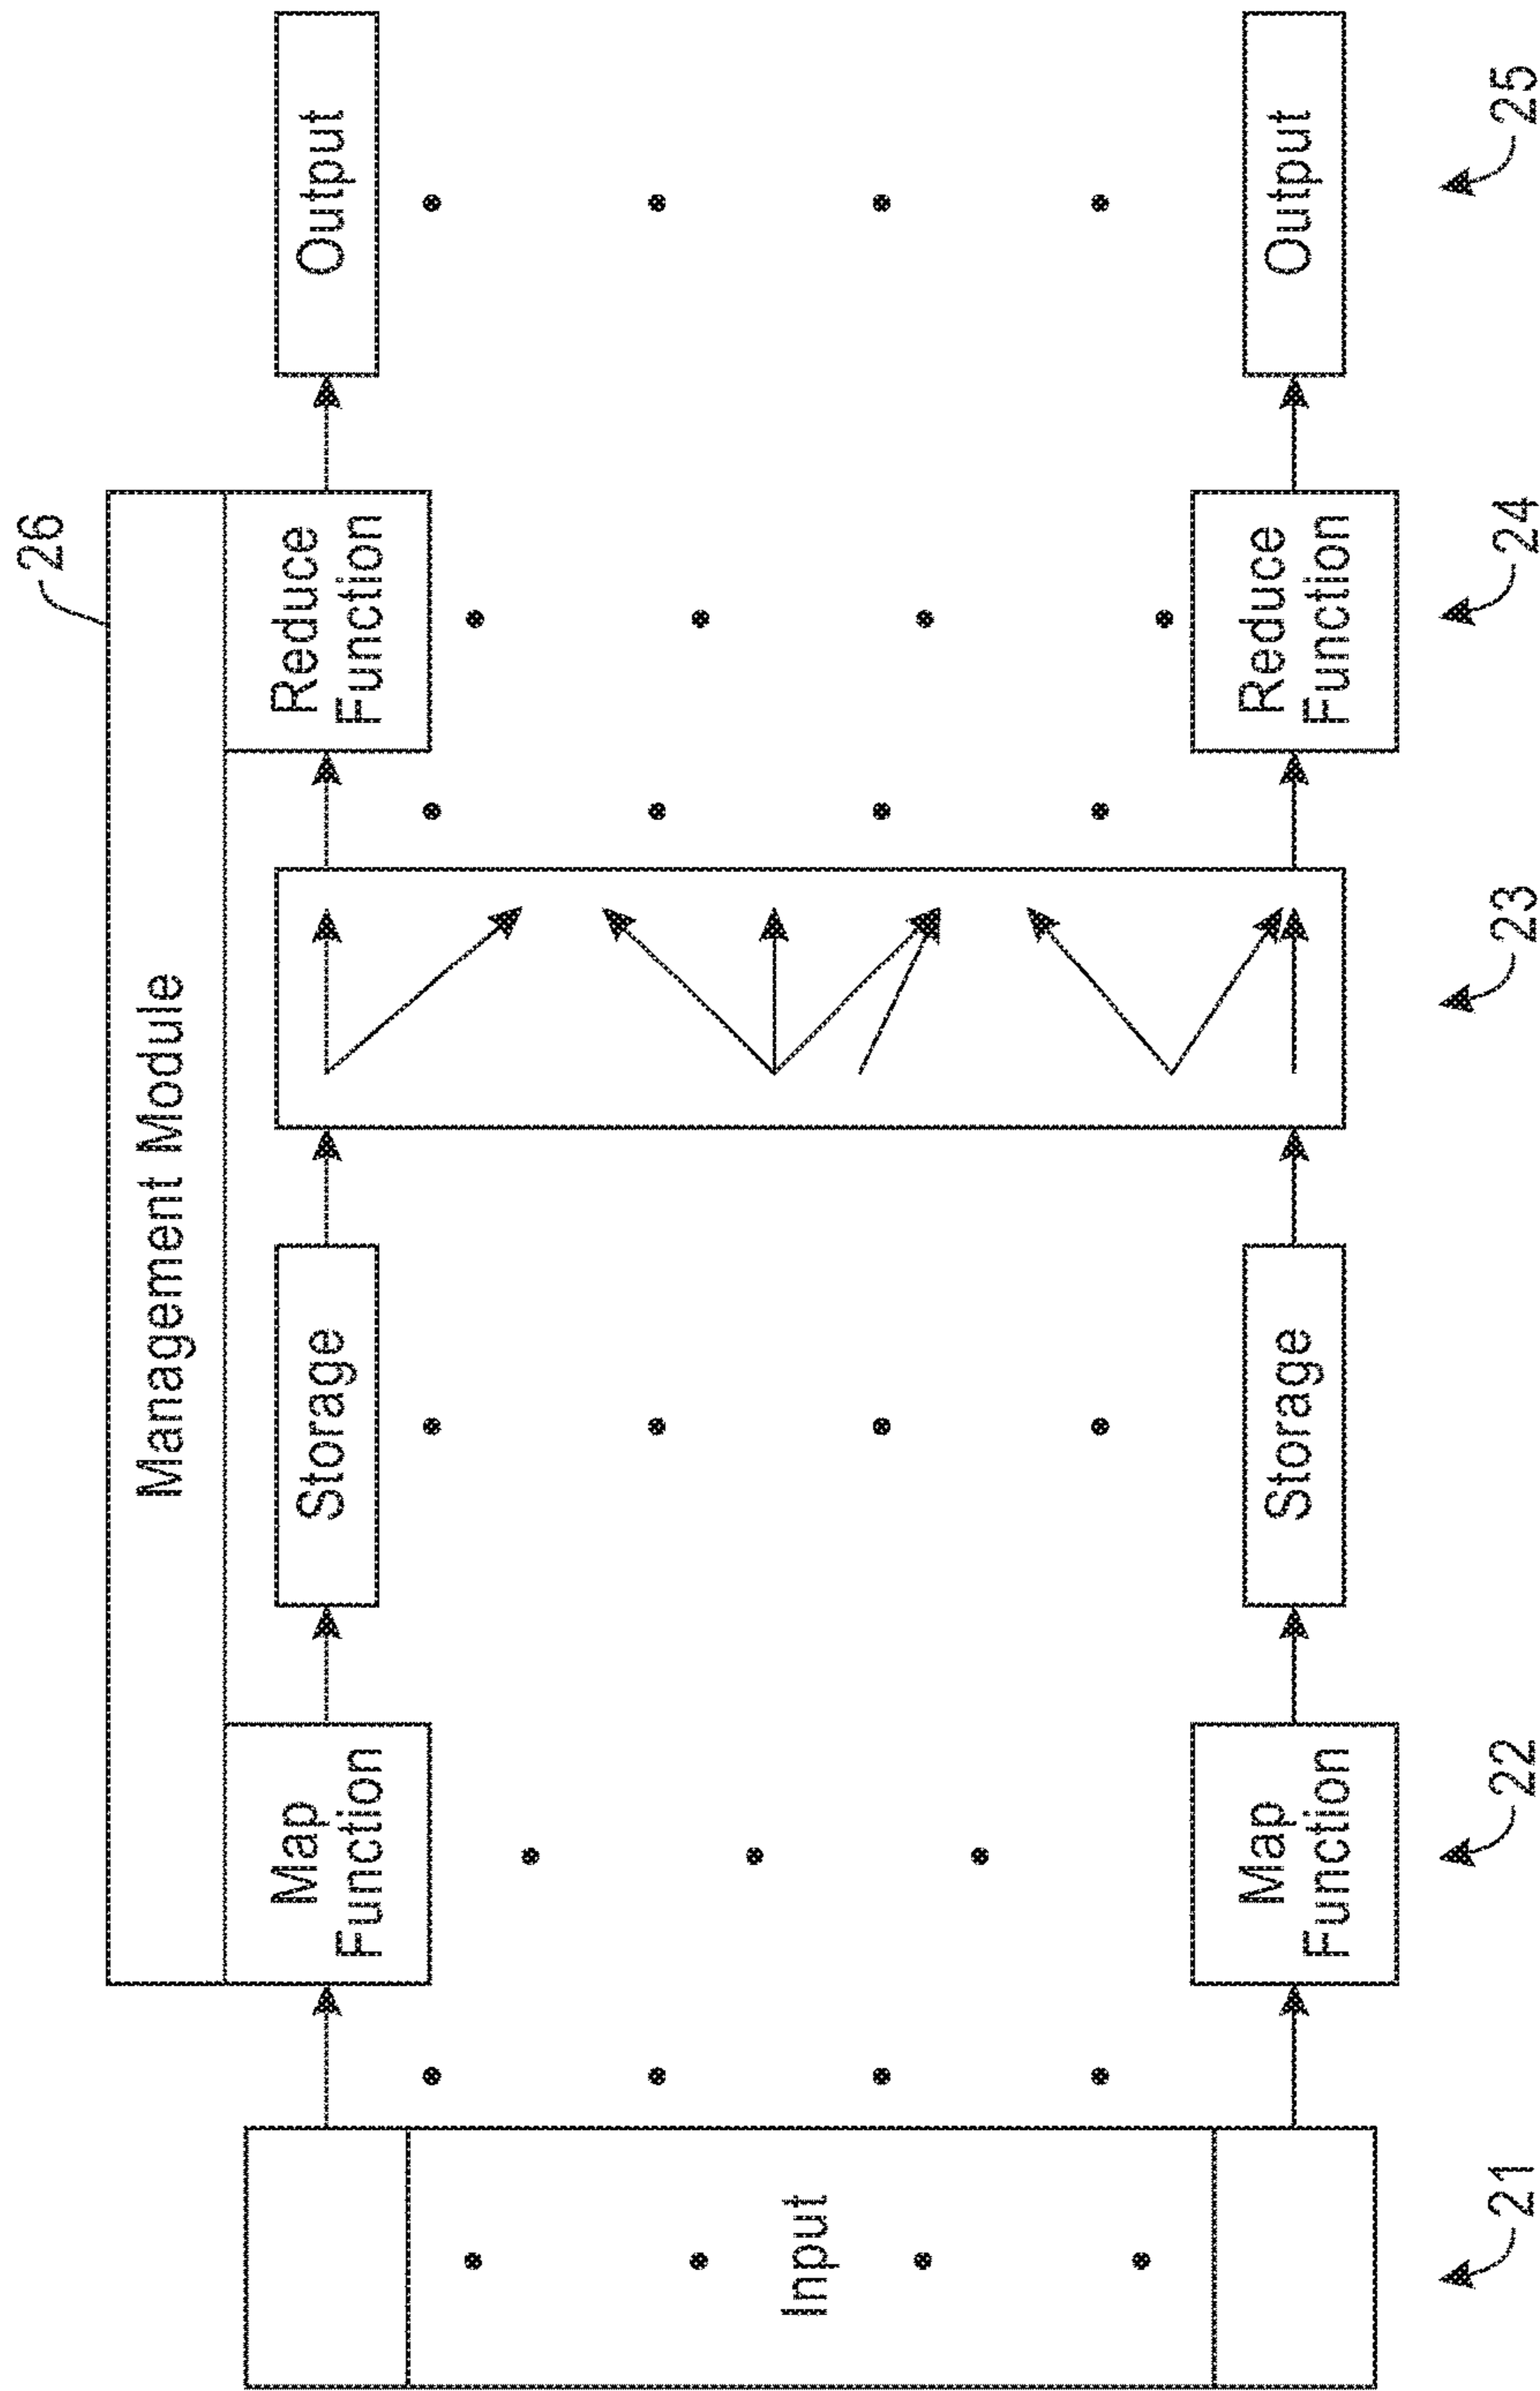 26
Management Module
Input
Map
Function
Storage
Reduce
Function
Output
Map
Function
Storage
Reduce
Function
Output
21
22
23
24
25